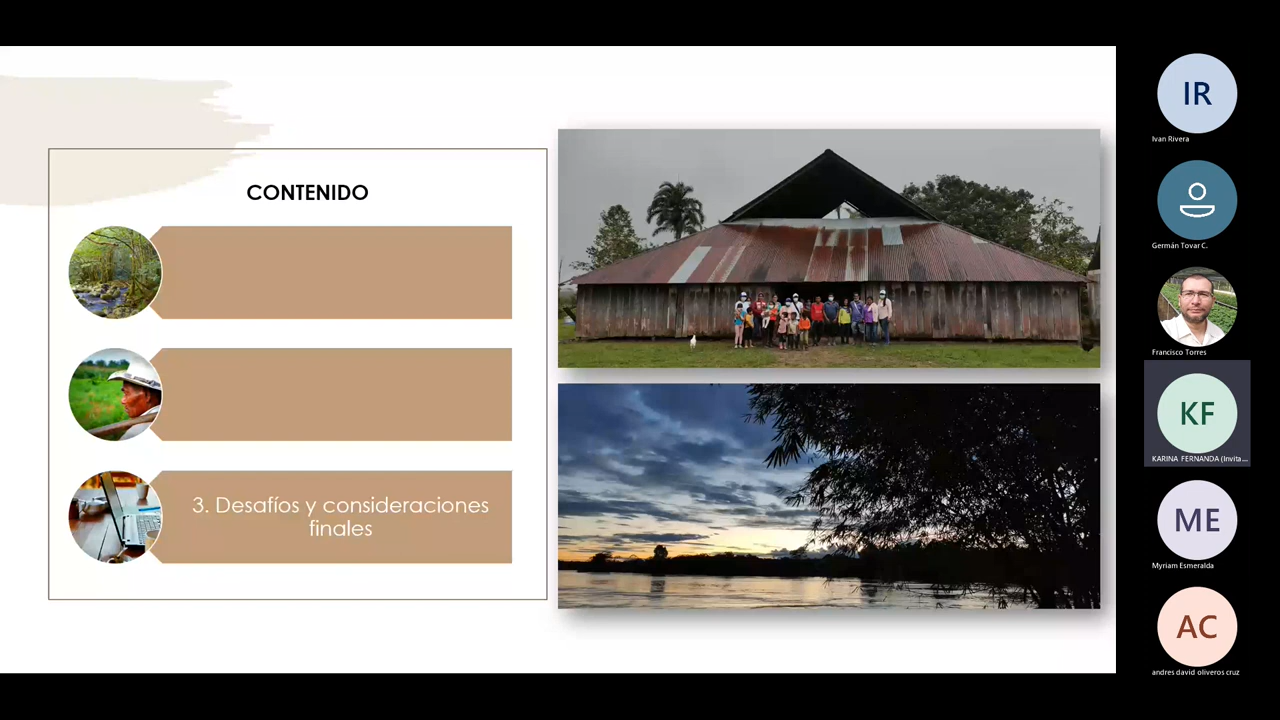 CONTENIDO
3. Desafíos y consideraciones
finales
IR
Ivan Rivera
Germán Tovar C.
Francisco Torres
KF
KARINA FERNANDA (Invita...
ME
Myriam Esmeralda
AC
andres david oliveros cruz